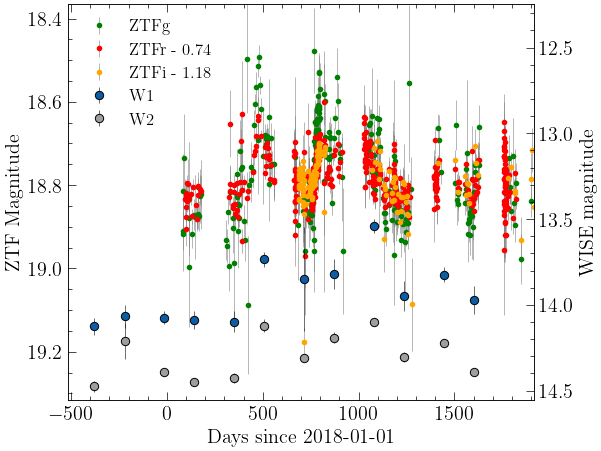 ZTFg
ZTFr - 0.74
ZTFi - 1.18
W1
W2
ZTF Magnitude
18.4
18.6
18.8
19.0
19.2
WISE magnitude
12.5
13.0
13.5
14.0
14.5
−500
0
500
1000
1500
Days since 2018-01-01